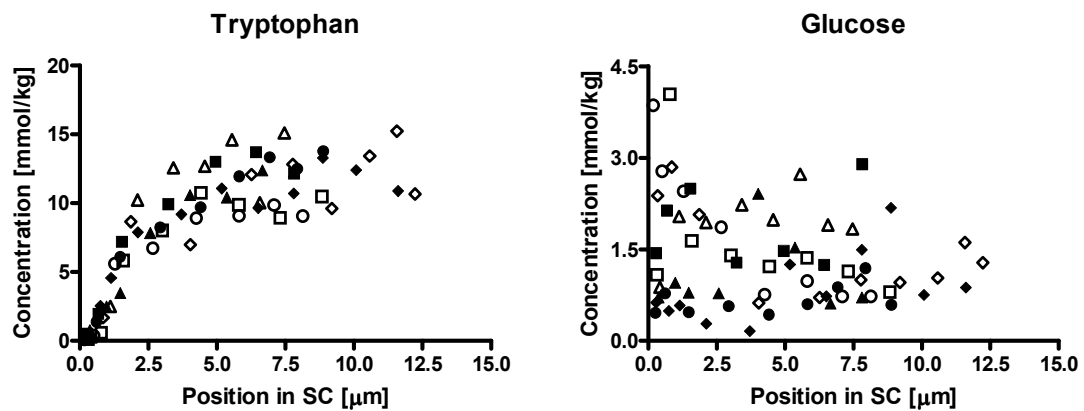 Tryptophan
Concentration [mmol/kg]
20
15
10
5
0
0.0 2.5 5.0 7.5 10.0 12.5 15.0
Position in SC [μm]
Glucose
Concentration [mmol/kg]
4.5
3.0
1.5
0.0
0.0 2.5 5.0 7.5 10.0 12.5 15.0
Position in SC [μm]